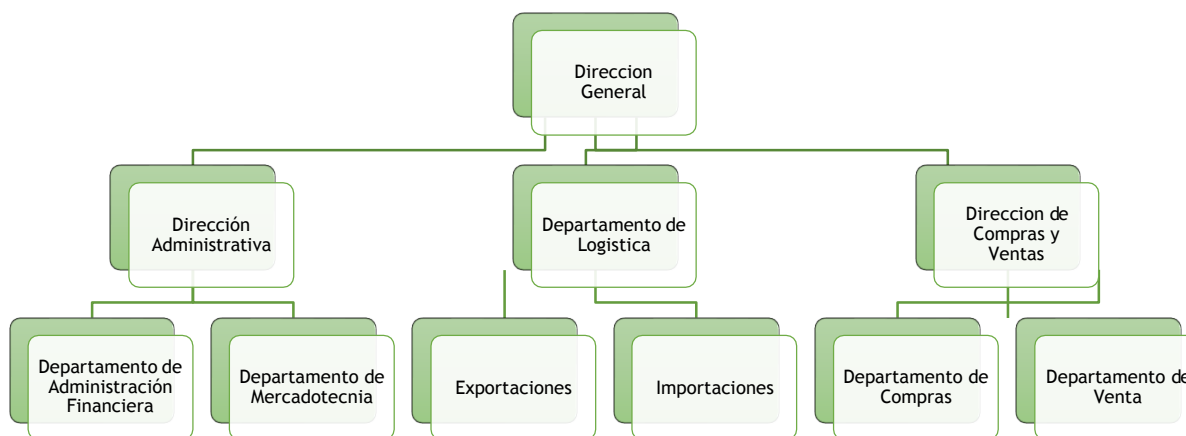 Direccion
General
Dirección
Administrativa
Departamento de
Logistica
Direccion de
Compras y
Ventas
Departamento de
Administración
Financiera
Departamento de
Mercadotecnia
Exportaciones
Importaciones
Departamento de
Compras
Departamento de
Venta